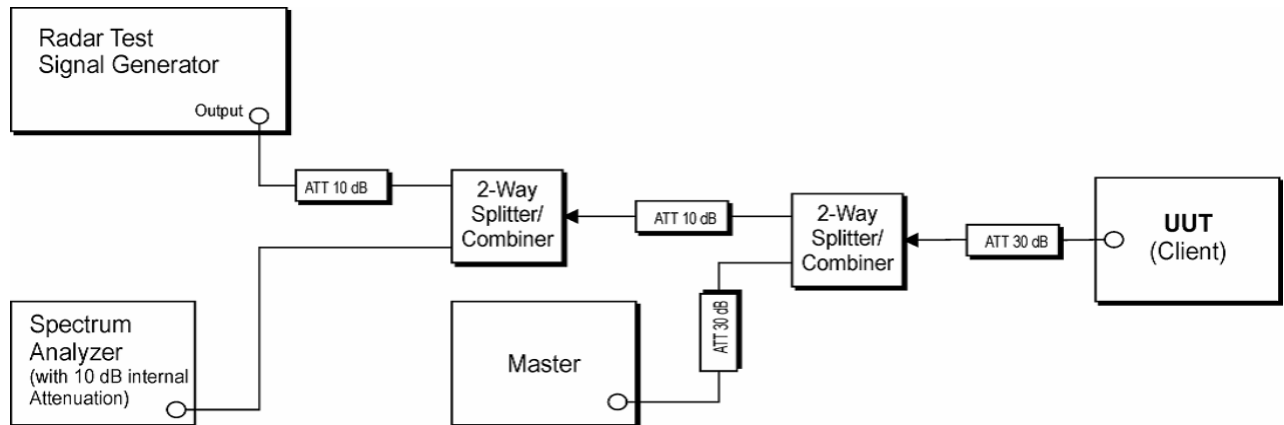 Radar Test
Signal Generator
Output
ATT 10 dB
2-Way
Splitter/
Combiner
ATT 10 dB
2-Way
Splitter/
Combiner
ATT 30 dB
UUT
(Client)
Spectrum
Analyzer
(with 10 dB internal
Attenuation)
Master
ATT 30 dB